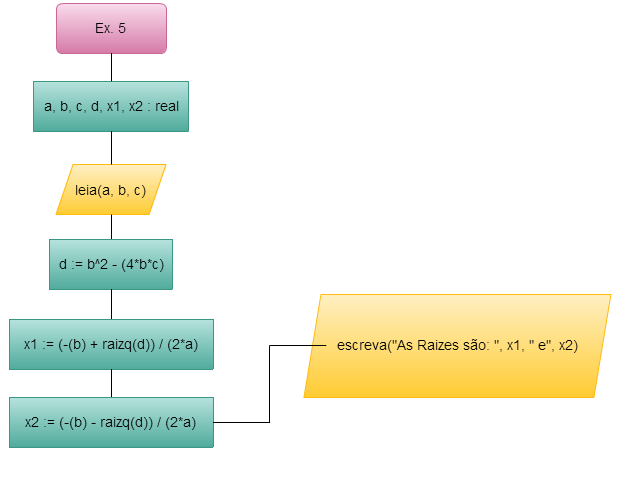 Ex. 5
a, b, c, d, x1, x2 : real
leia(a, b, c)
d := b^2 - (4*b*c)
x1 := (-(b) + raizq(d)) / (2*a)
x2 := (-(b) - raizq(d)) / (2*a)
escreva("As Raizes são: ", x1, " e", x2)